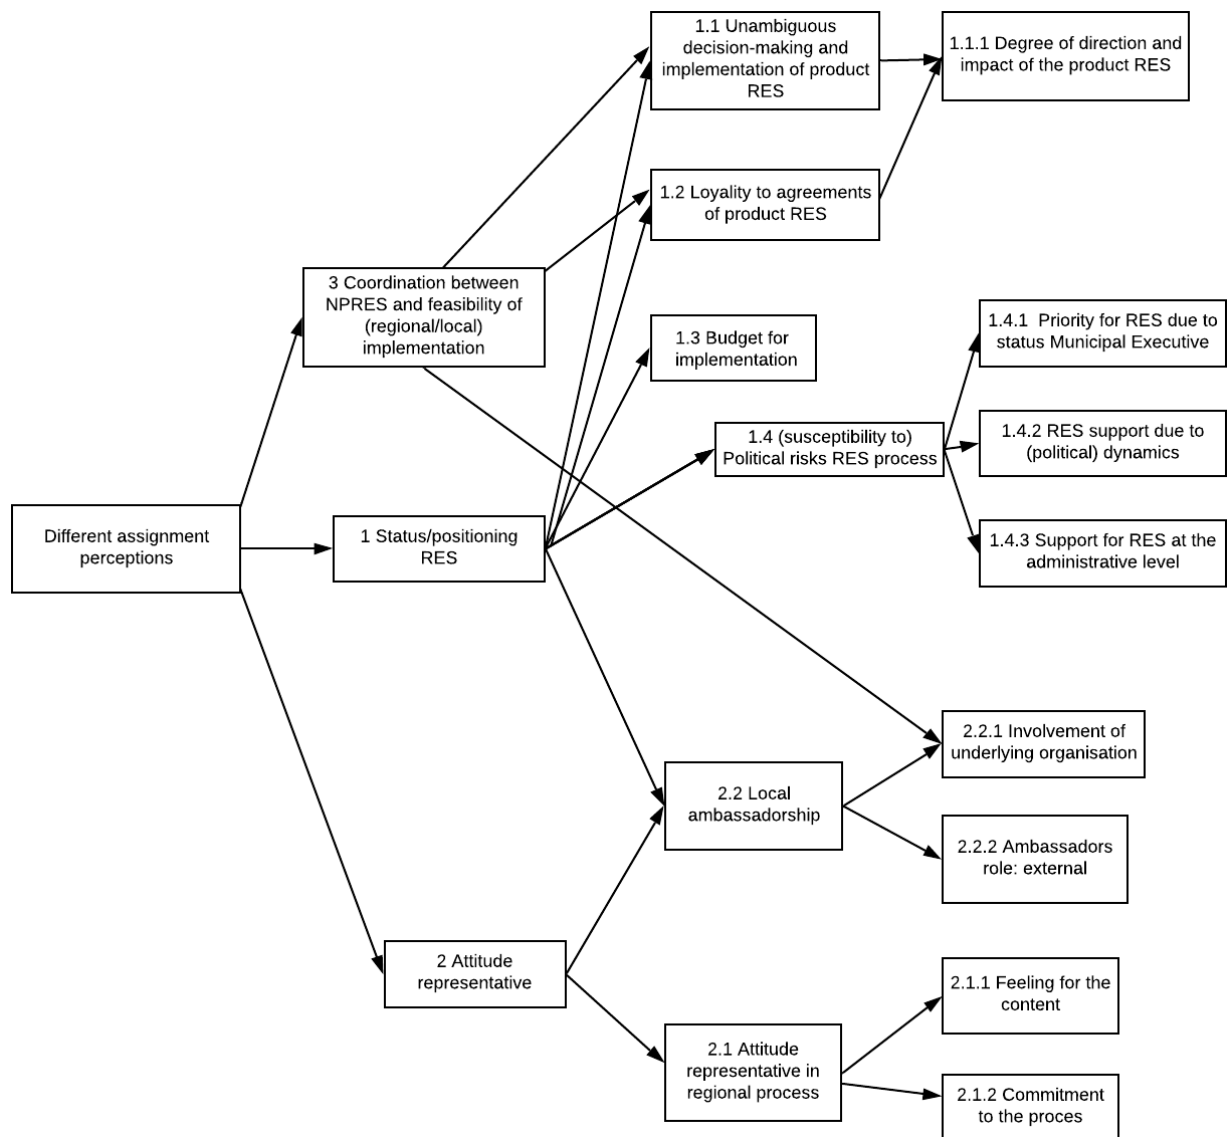 1.1 Unambiguous
decision-making and
implementation of product
RES
1.1.1 Degree of direction and
impact of the product RES
1.2 Loyality to agreements
of product RES
3 Coordination between
NPRES and feasibility of
(regional/local)
implementation
1.3 Budget for
implementation
1.4.1 Priority for RES due to
status Municipal Executive
1.4 (susceptibility to)
Political risks RES process
1.4.2 RES support due to
(political) dynamics
Different assignment
perceptions
1 Status/positioning
RES
1.4.3 Support for RES at the
administrative level
2.2.1 Involvement of
underlying organisation
2.2 Local
ambassadorship
2.2.2 Ambassadors
role: external
2 Attitude
representative
2.1.1 Feeling for the
content
2.1 Attitude
representative in
regional process
2.1.2 Commitment
to the proces